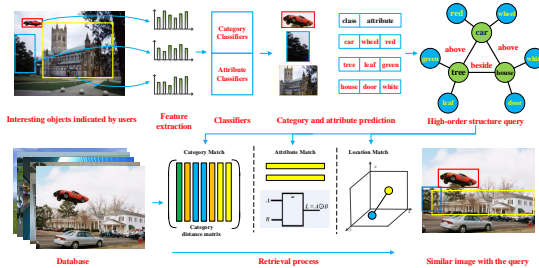 class attribute
car wheel red
tree leaf green
house door white
Category
Classifiers
Attribute
Classifiers
red
wheel
car
above
above
green
white
tree
beside
house
leaf
door
Interesting objects indicated by users
Feature
extraction
Classifiers
Category and attribute prediction
High-order structure query
Category Match
Attribute Match
Location Match
Category
distance matrix
A
B
L = A⊙B
Database
Retrieval process
Similar image with the query